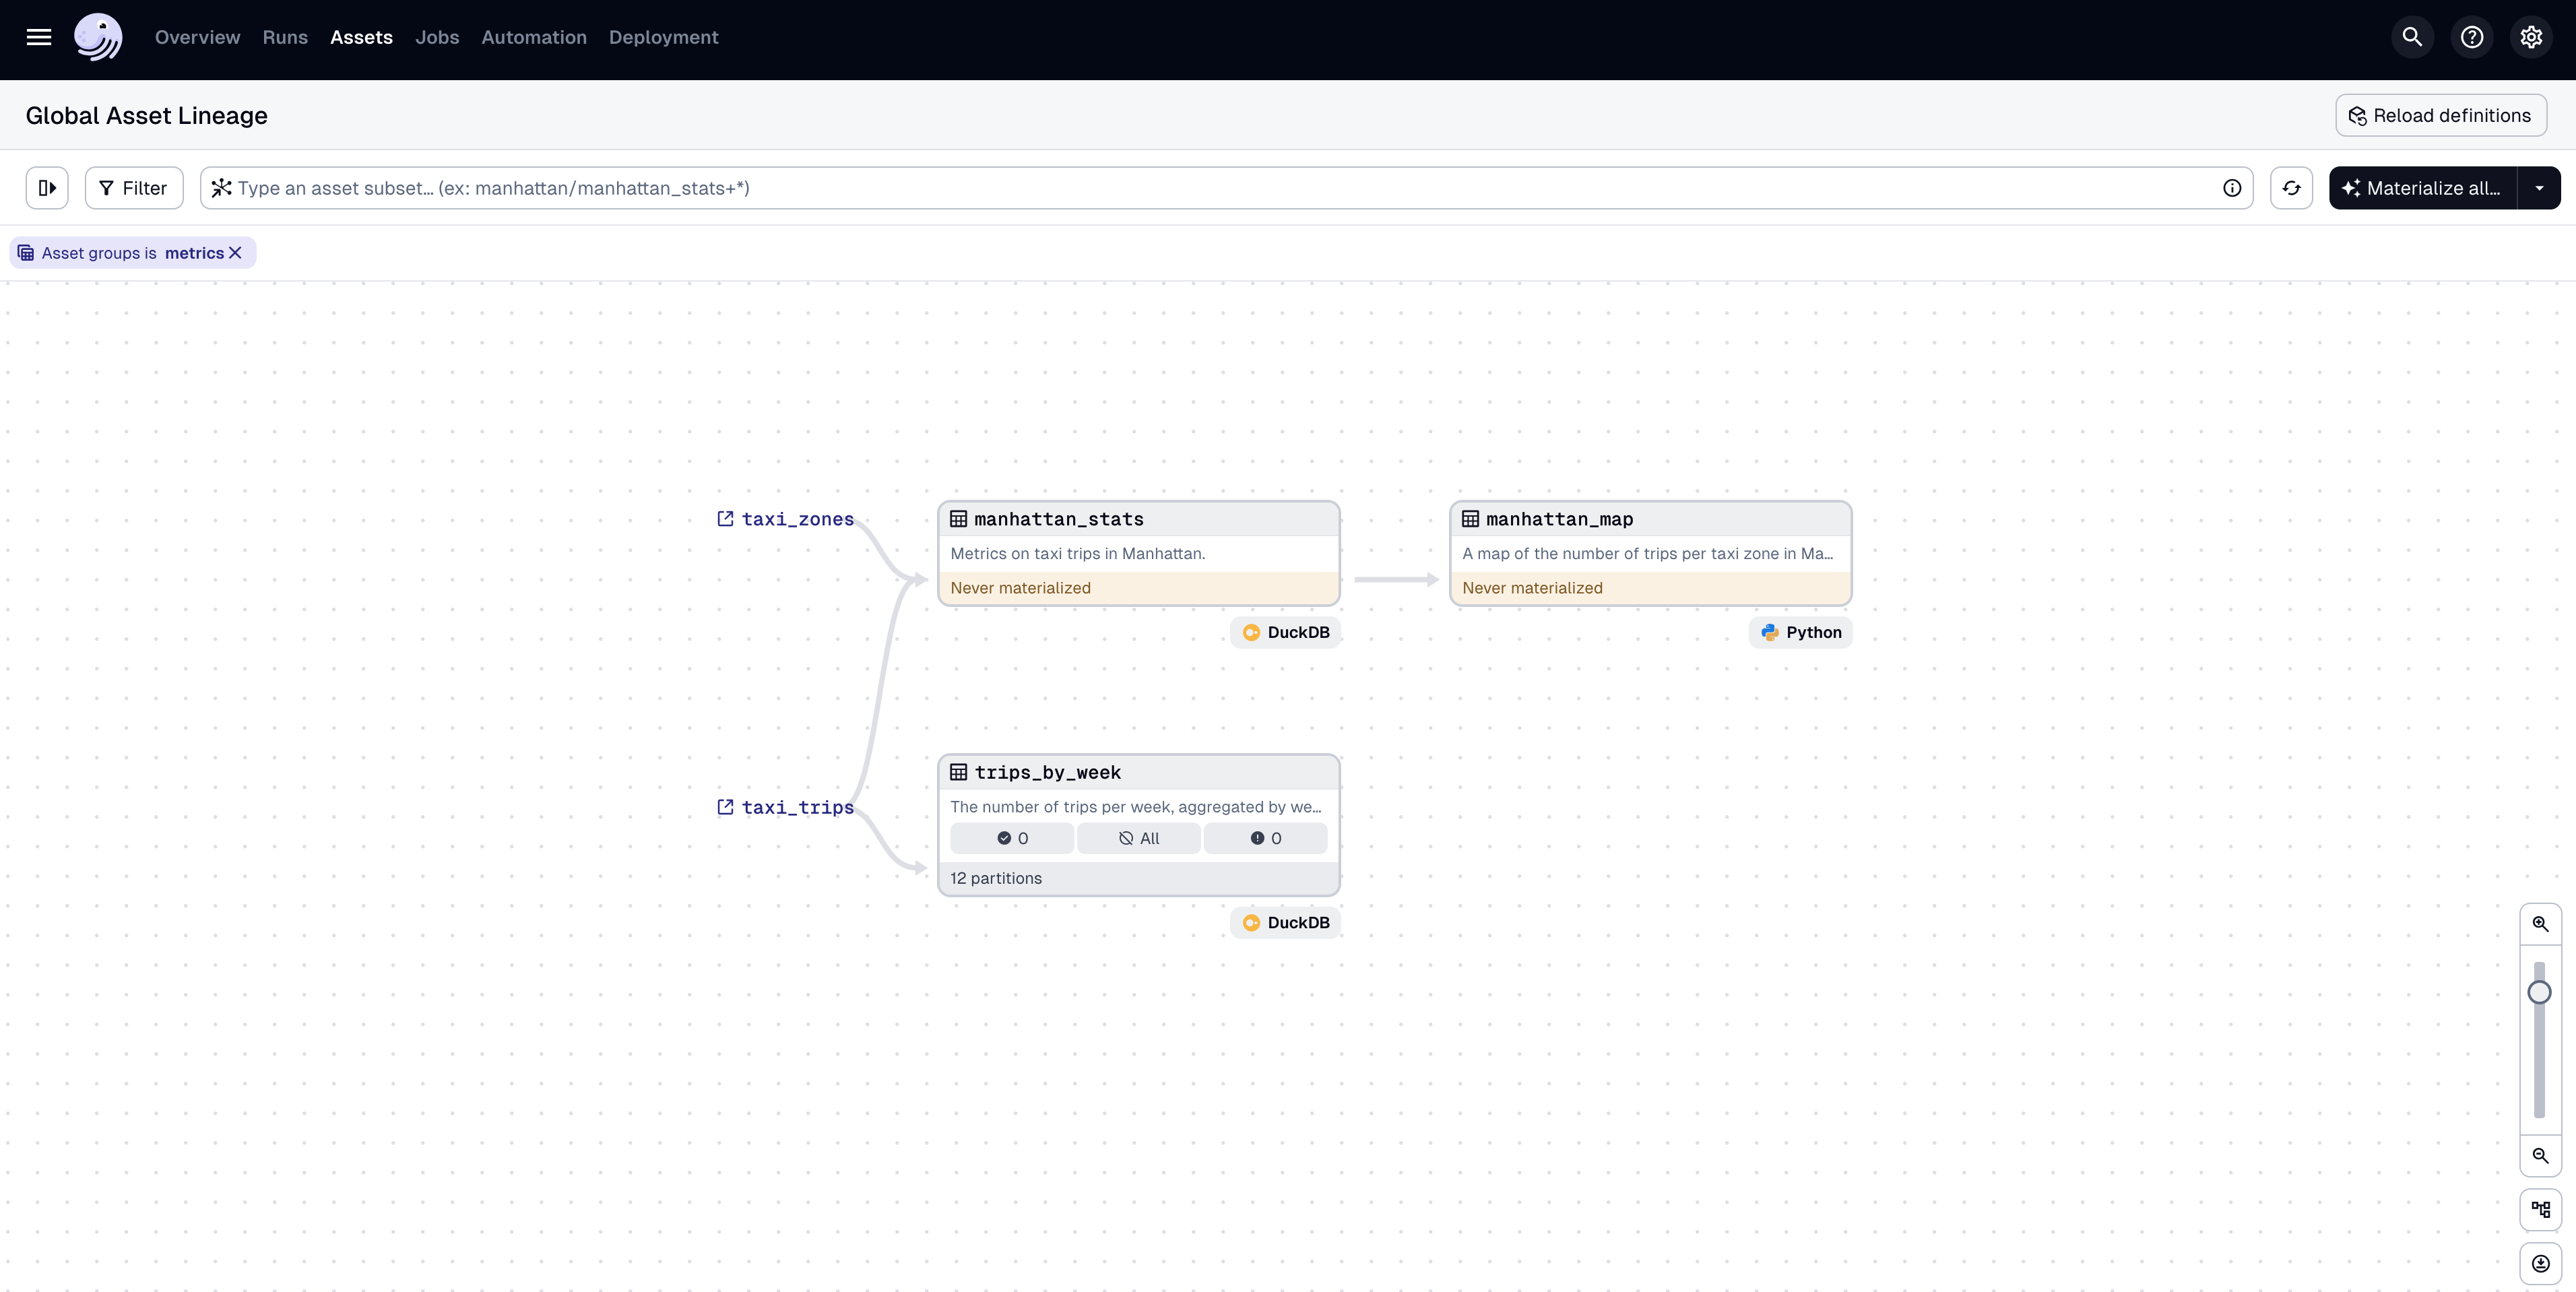 Overview Runs Assets Jobs Automation Deployment
Global Asset Lineage
Reload definitions
Filter
Type an asset subset… (ex: manhattan/manhattan_stats+*)
Materialize all…
Asset groups is metrics
taxi_zones
manhattan_stats
Metrics on taxi trips in Manhattan.
Never materialized
DuckDB
manhattan_map
A map of the number of trips per taxi zone in Ma…
Never materialized
Python
taxi_trips
trips_by_week
The number of trips per week, aggregated by we…
0 All 0
12 partitions
DuckDB